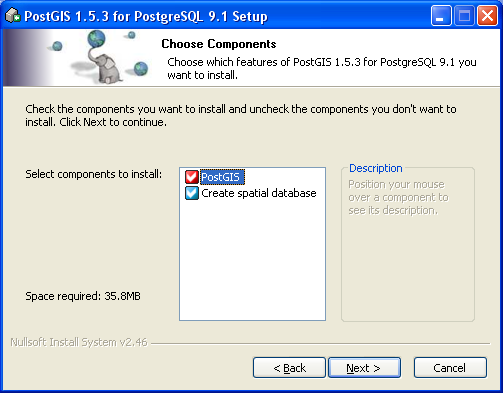 PostGIS 1.5.3 for PostgreSQL 9.1 Setup
Choose Components
Choose which features of PostGIS 1.5.3 for PostgreSQL 9.1 you
want to install.
Check the components you want to install and uncheck the components you don't want to
install. Click Next to continue.
Select components to install:
PostGIS
Create spatial database
Description
Position your mouse
over a component to
see its description.
Space required: 35.8MB
Nullsoft Install System v2.46
< Back
Next >
Cancel